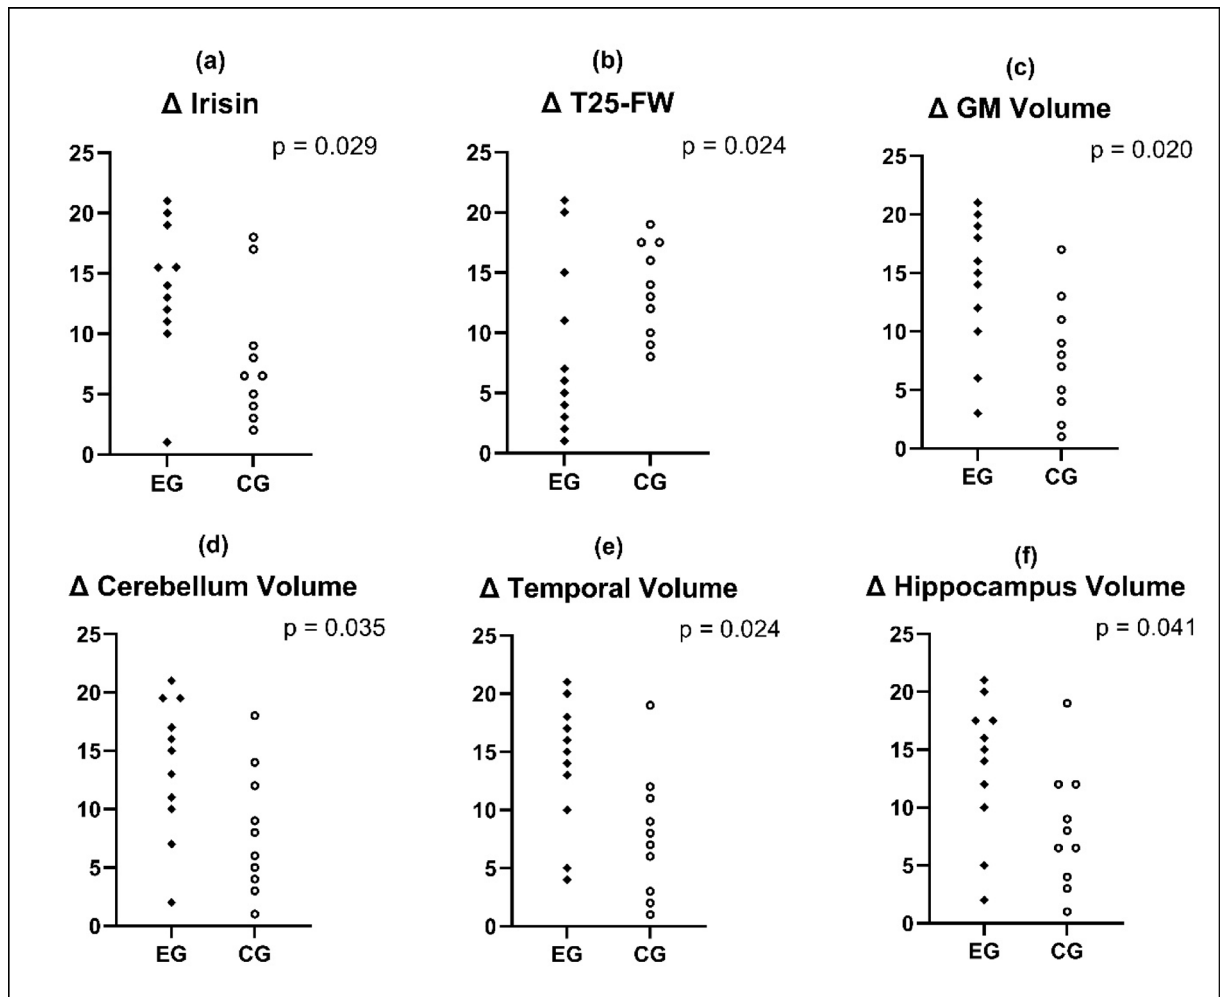 (a)
Δ Irisin
p = 0.029
25
20
15
10
5
0
EG CG
(b)
Δ T25-FW
p = 0.024
25
20
15
10
5
0
EG CG
(c)
Δ GM Volume
p = 0.020
25
20
15
10
5
0
EG CG
(d)
Δ Cerebellum Volume
p = 0.035
25
20
15
10
5
0
EG CG
(e)
Δ Temporal Volume
p = 0.024
25
20
15
10
5
0
EG CG
(f)
Δ Hippocampus Volume
p = 0.041
25
20
15
10
5
0
EG CG